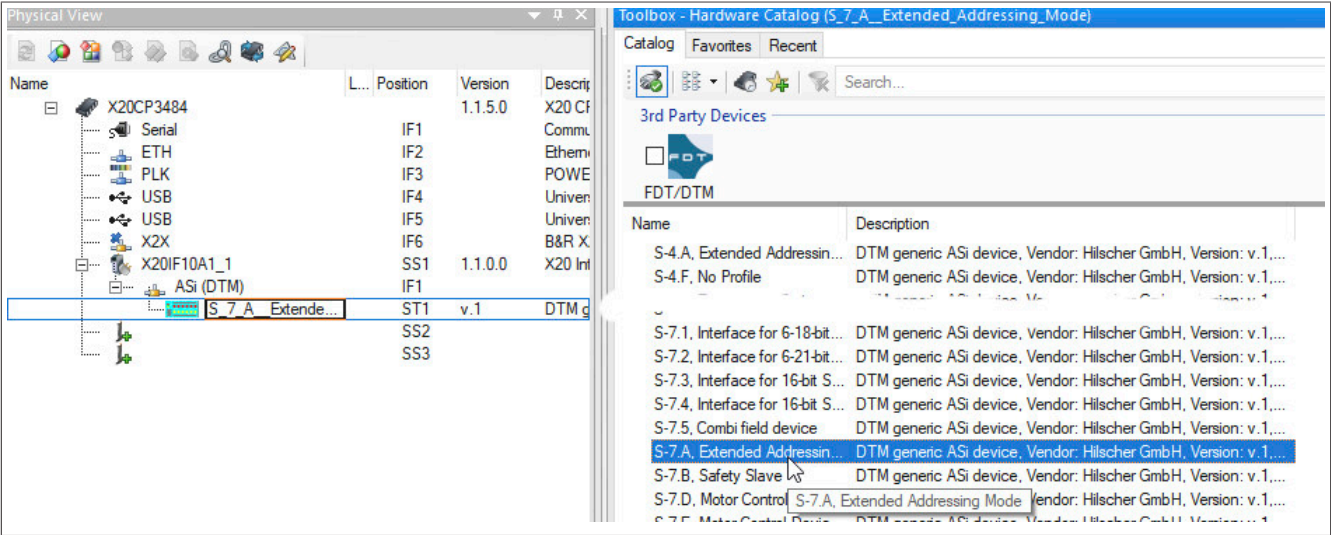 Physical View
Name L... Position Version Descrip
X20CP3484 1.1.5.0 X20 CF
Serial IF1 Commu
ETH IF2 Ethern
PLK IF3 POWE
USB IF4 Univer
USB IF5 Univer
X2X IF6 B&R X
X20IF10A1_1 SS1 1.1.0.0 X20 Int
ASi (DTM) IF1
S_7_A__Extende... ST1 v.1 DTM g
SS2
SS3
Toolbox - Hardware Catalog (S_7_A__Extended_Addressing_Mode)
Catalog Favorites Recent
Search...
3rd Party Devices
FDT
FDT/DTM
Name Description
S-4.A, Extended Addressin... DTM generic ASi device, Vendor: Hilscher GmbH, Version: v.1,...
S-4.F, No Profile DTM generic ASi device, Vendor: Hilscher GmbH, Version: v.1,...
S-7.1, Interface for 6-18-bit... DTM generic ASi device, Vendor: Hilscher GmbH, Version: v.1,...
S-7.2, Interface for 6-21-bit... DTM generic ASi device, Vendor: Hilscher GmbH, Version: v.1,...
S-7.3, Interface for 16-bit S... DTM generic ASi device, Vendor: Hilscher GmbH, Version: v.1,...
S-7.4, Interface for 16-bit S... DTM generic ASi device, Vendor: Hilscher GmbH, Version: v.1,...
S-7.5, Combi field device DTM generic ASi device, Vendor: Hilscher GmbH, Version: v.1,...
S-7.A, Extended Addressin... DTM generic ASi device, Vendor: Hilscher GmbH, Version: v.1,...
S-7.B, Safety Slave DTM generic ASi device, Vendor: Hilscher GmbH, Version: v.1,...
S-7.D, Motor Control Vendor: Hilscher GmbH, Version: v.1,...
S-7.A, Extended Addressing Mode